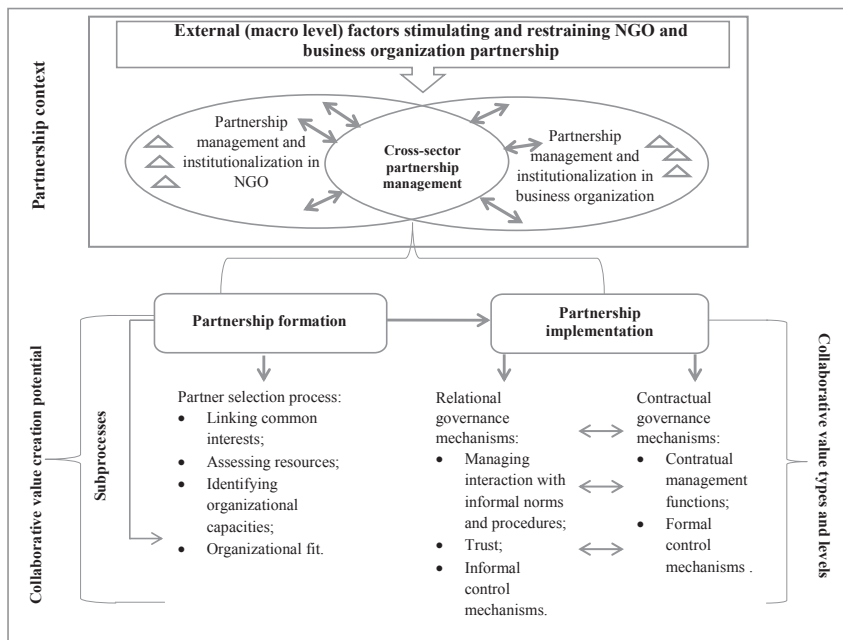 External (macro level) factors stimulating and restraining NGO and
business organization partnership
Partnership context
Partnership
management and
institutionalization in
NGO
Cross-sector
partnership
management
Partnership
management and
institutionalization in
business organization
Partnership formation
Partnership
implementation
Collaborative value creation potential
Subprocesses
Partner selection process:
• Linking common
interests;
• Assessing resources;
• Identifying
organizational
capacities;
• Organizational fit.
Relational
governance
mechanisms:
• Managing
interaction with
informal norms
and procedures;
• Trust;
• Informal
control
mechanisms.
Contractual
governance
mechanisms:
• Contratual
management
functions;
• Formal
control
mechanisms .
Collaborative value types and levels